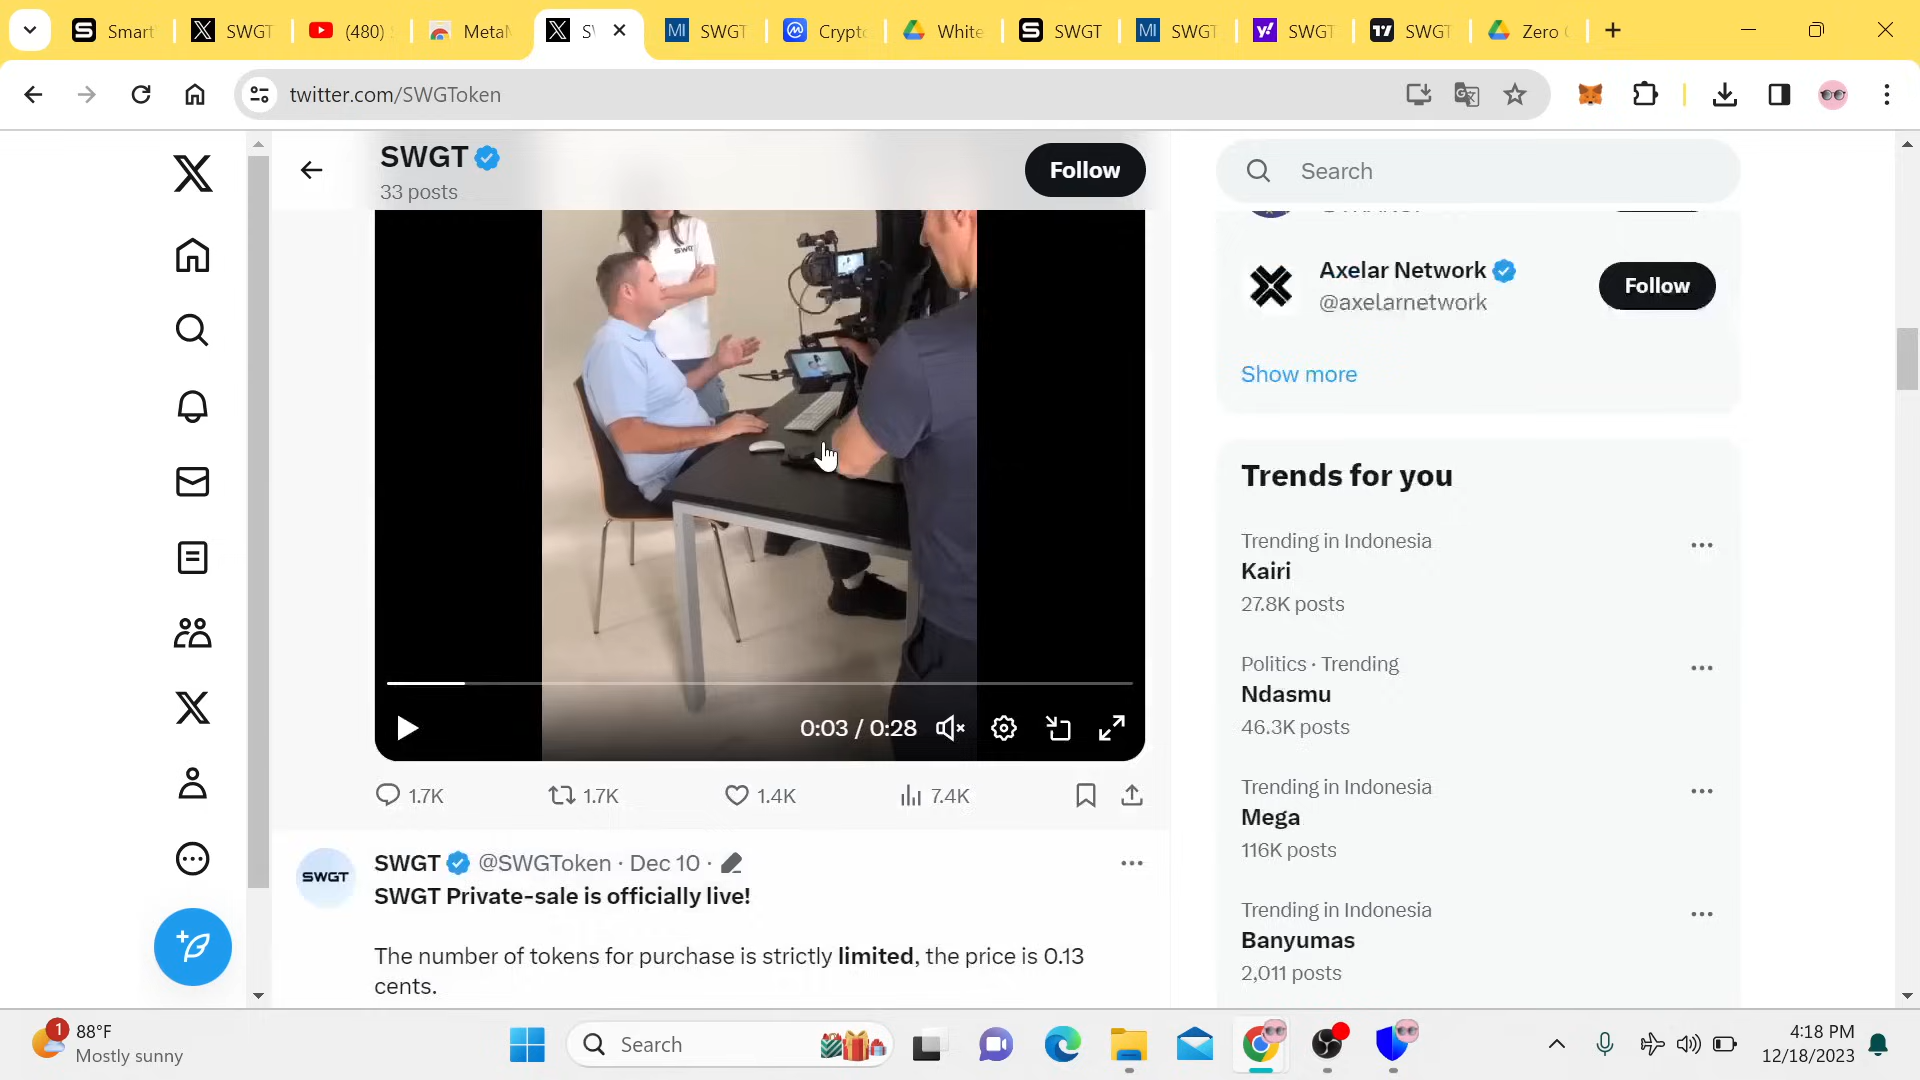 Smart
SWGT
(480)
MetaM
SWGT
Crypto
White
SWGT
SWGT
SWGT
SWGT
Zero
twitter.com/SWGToken
SWGT
33 posts
Follow
Search
Axelar Network
@axelarnetwork
Follow
Show more
Trends for you
Trending in Indonesia
Kairi
27.8K posts
Politics · Trending
Ndasmu
46.3K posts
Trending in Indonesia
Mega
116K posts
Trending in Indonesia
Banyumas
2,011 posts
SWGT
0:03 / 0:28
1.7K 1.7K 1.4K 7.4K
SWGT
SWGT @SWGToken · Dec 10 ·
SWGT Private-sale is officially live!
The number of tokens for purchase is strictly limited, the price is 0.13
cents.
1
88°F
Mostly sunny
Search
4:18 PM
12/18/2023